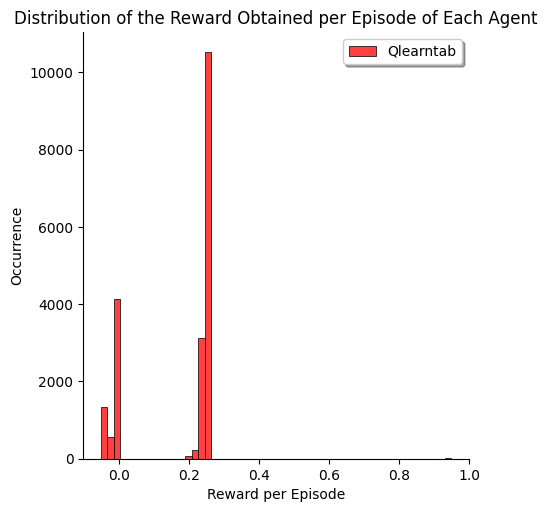 Distribution of the Reward Obtained per Episode of Each Agent
Qlearntab
10000
8000
6000
4000
2000
0
Occurrence
0.0 0.2 0.4 0.6 0.8 1.0
Reward per Episode